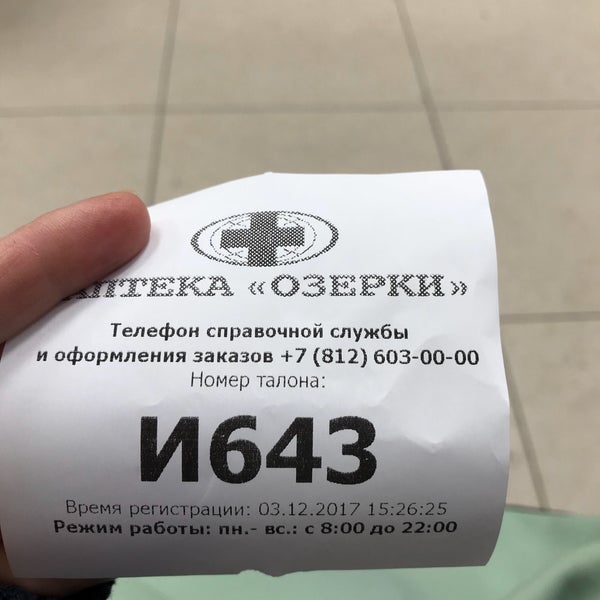 АПТЕКА «ОЗЕРКИ»
Телефон справочной службы
и оформления заказов +7 (812) 603-00-00
Номер талона:
И643
Время регистрации: 03.12.2017 15:26:25
Режим работы: пн.- вс.: с 8:00 до 22:00